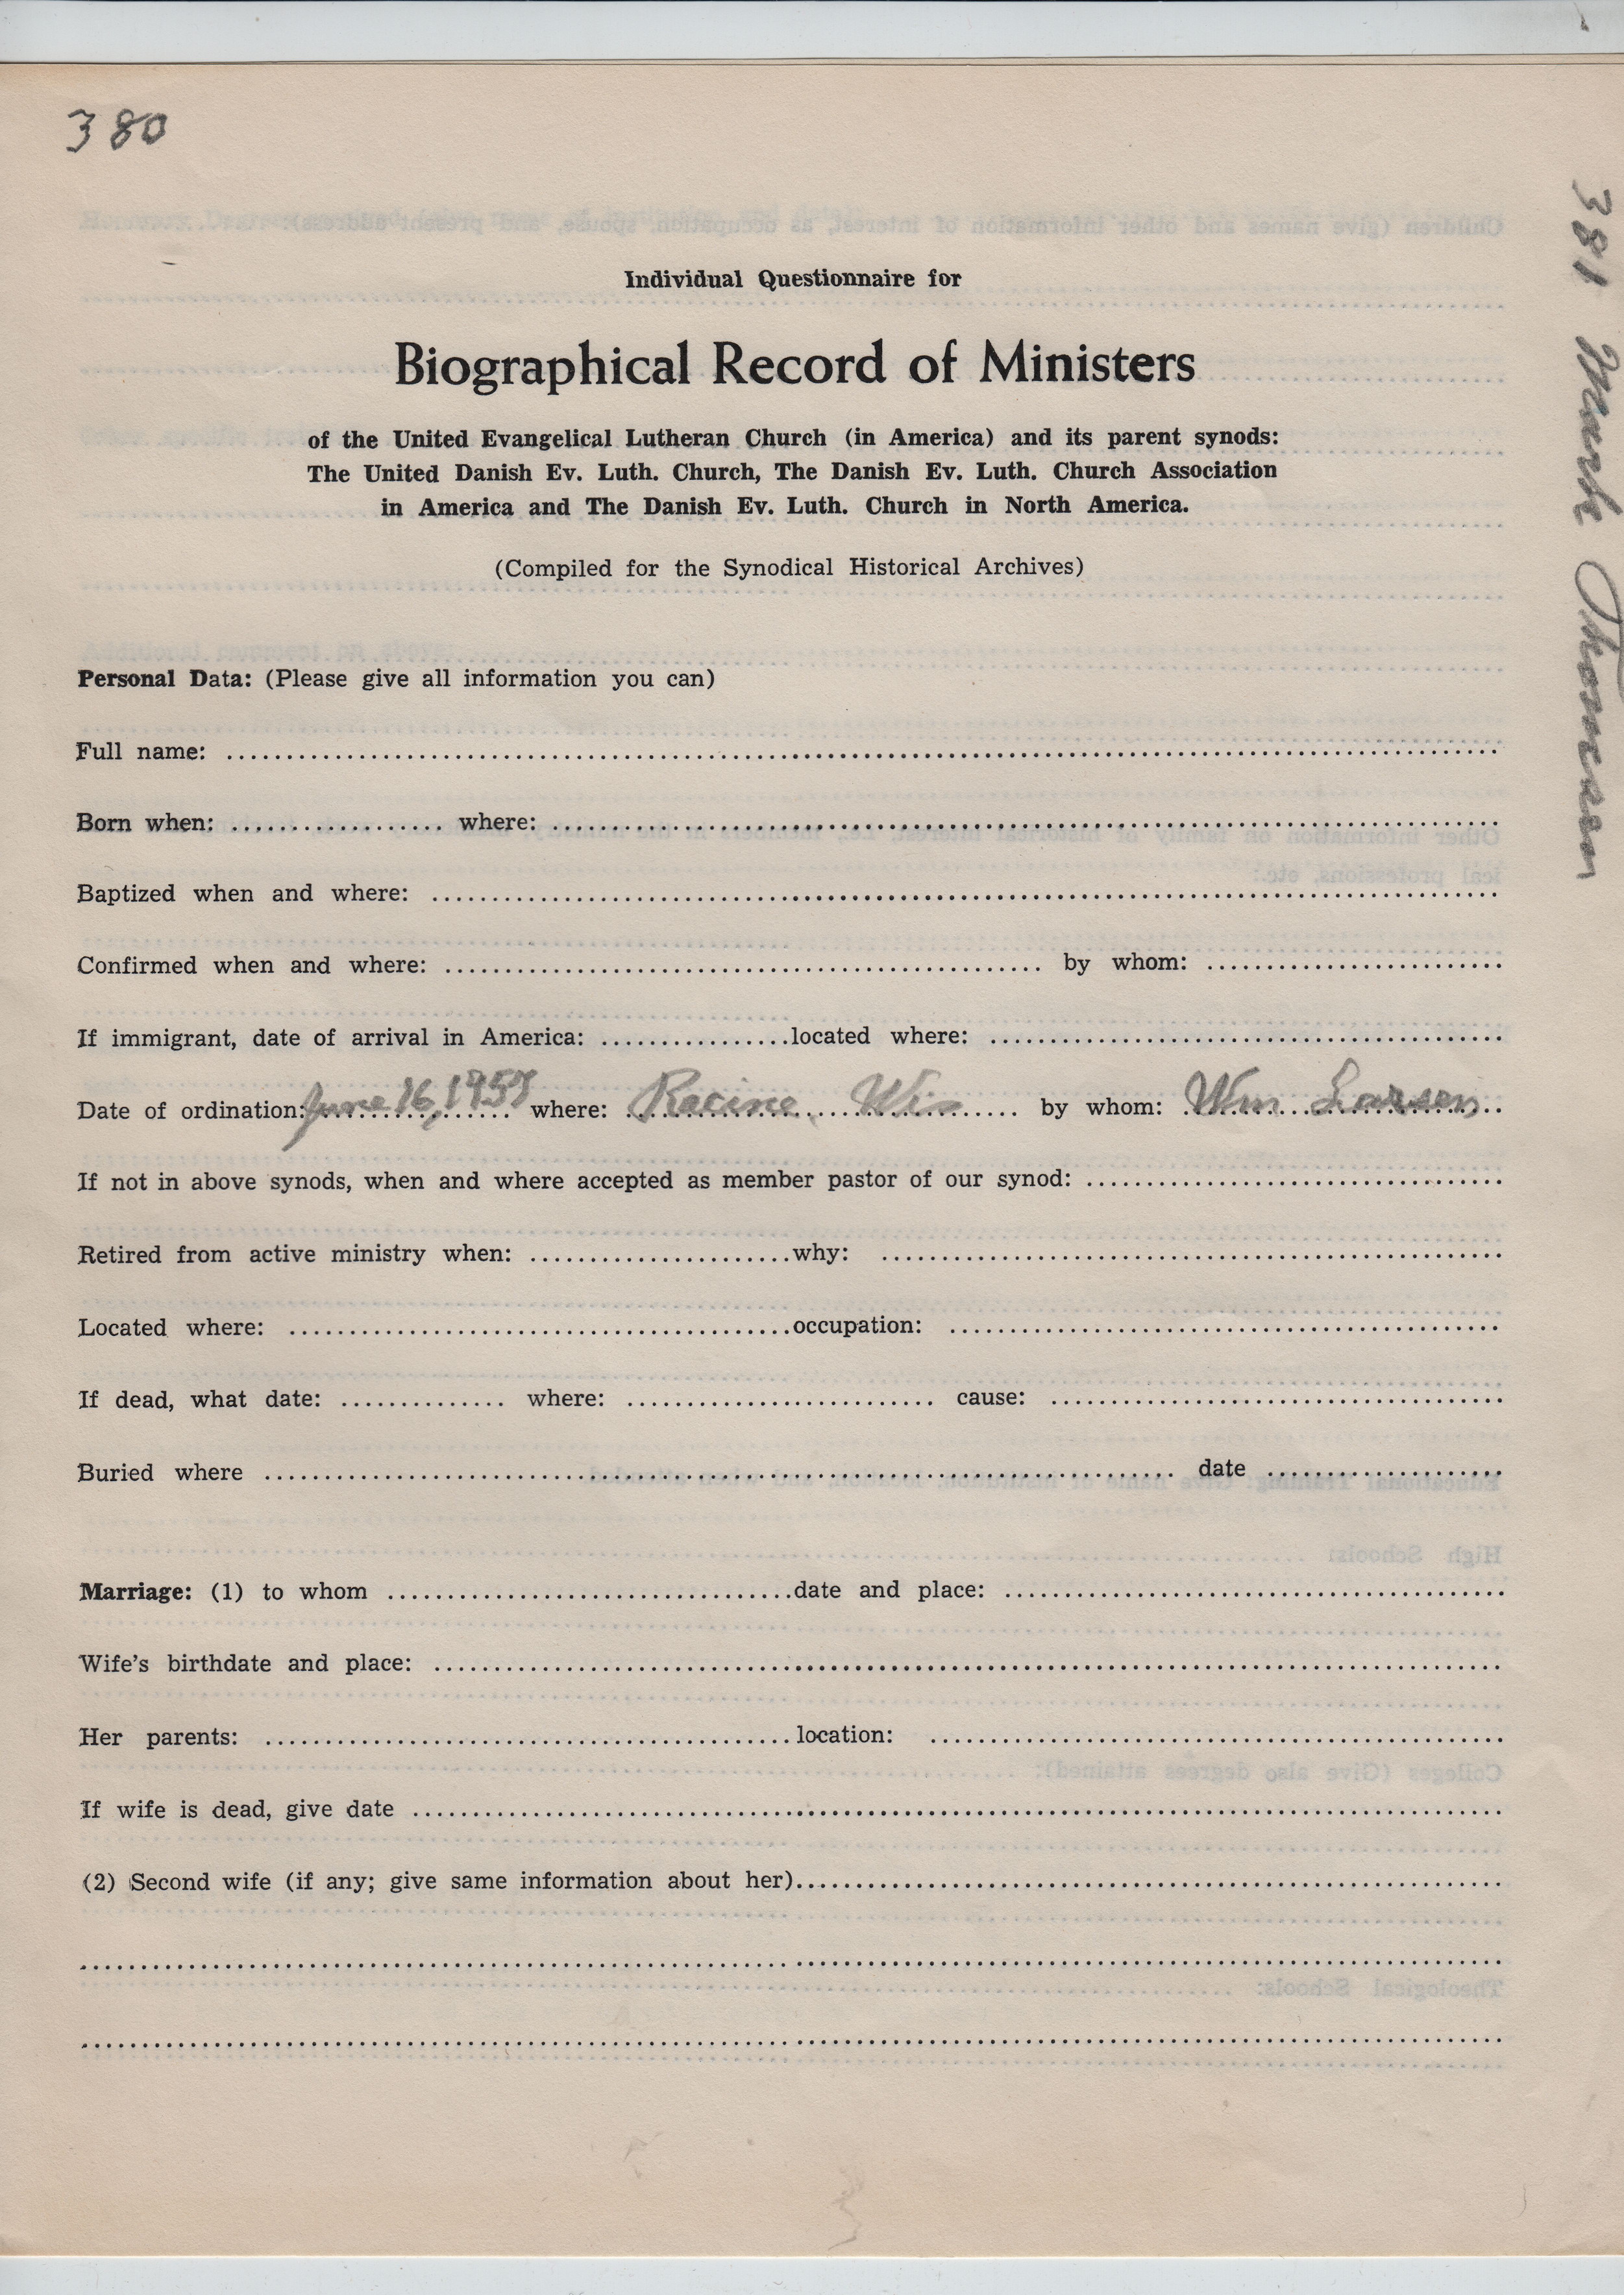 380
381 Mark Thomsen
Individual Questionnaire for
Biographical Record of Ministers
of the United Evangelical Lutheran Church (in America) and its parent synods:
The United Danish Ev. Luth. Church, The Danish Ev. Luth. Church Association
in America and The Danish Ev. Luth. Church in North America.
(Compiled for the Synodical Historical Archives)
Personal Data: (Please give all information you can)
Full name:
Born when: where:
Baptized when and where:
Confirmed when and where: by whom:
If immigrant, date of arrival in America: located where:
Date of ordination: June 16, 1957 where: Racine, Wis by whom: Wm Larsen
If not in above synods, when and where accepted as member pastor of our synod:
Retired from active ministry when: why:
Located where: occupation:
If dead, what date: where: cause:
Buried where date
Marriage: (1) to whom date and place:
Wife's birthdate and place:
Her parents: location:
If wife is dead, give date
(2) Second wife (if any; give same information about her)